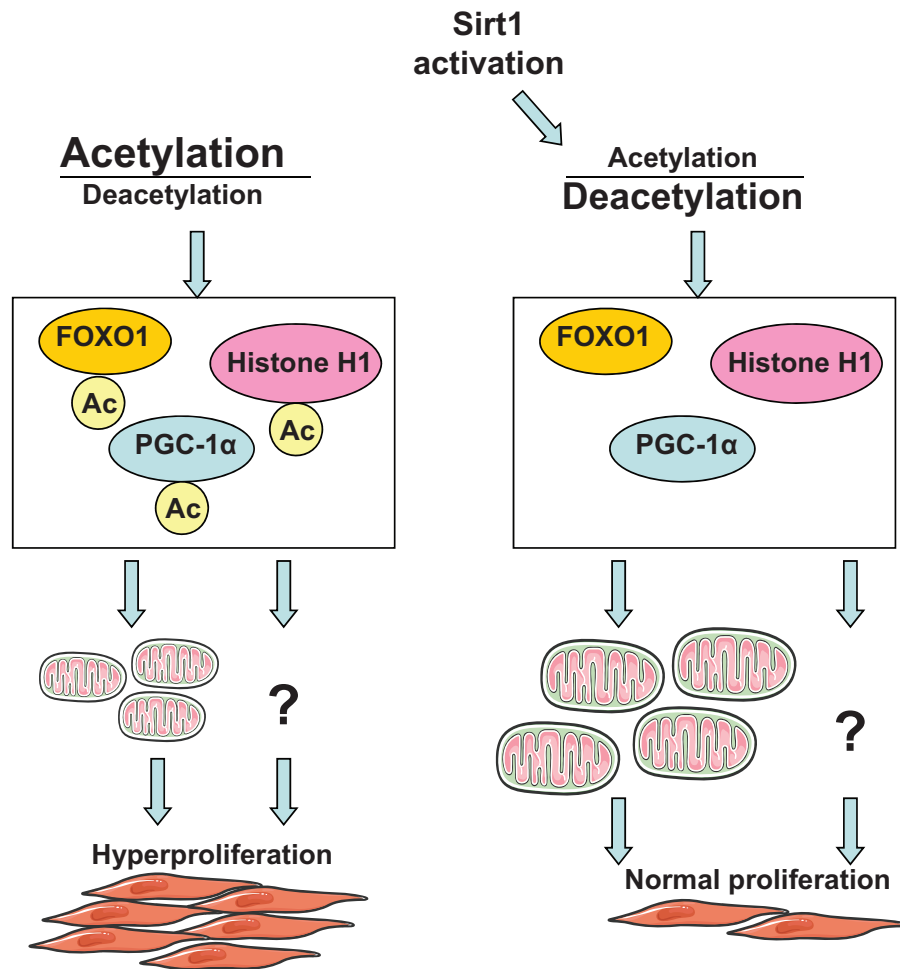 Sirt1
activation
Acetylation
Deacetylation
FOXO1
Histone H1
Ac
Ac
PGC-1α
Ac
?
Hyperproliferation
Acetylation
Deacetylation
FOXO1
Histone H1
PGC-1α
?
Normal proliferation